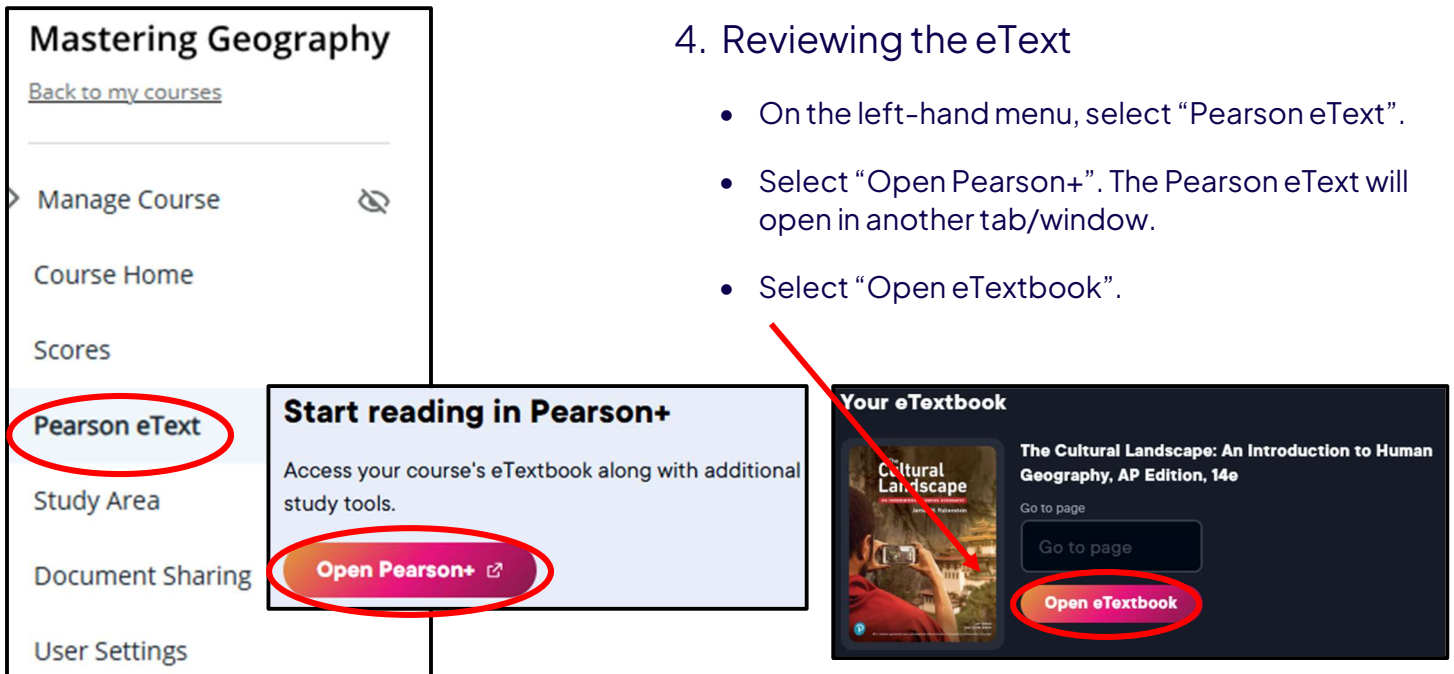 Mastering Geography
Back to my courses
Manage Course
Course Home
Scores
Pearson eText
Study Area
Document Sharing
User Settings
4. Reviewing the eText
• On the left-hand menu, select “Pearson eText”.
• Select “Open Pearson+”. The Pearson eText will
open in another tab/window.
• Select “Open eTextbook”.
Start reading in Pearson+
Access your course's eTextbook along with additional
study tools.
Open Pearson+
Your eTextbook
The
Cultural
Landscape
The Cultural Landscape: An Introduction to Human
Geography, AP Edition, 14e
Go to page
Go to page
Open eTextbook